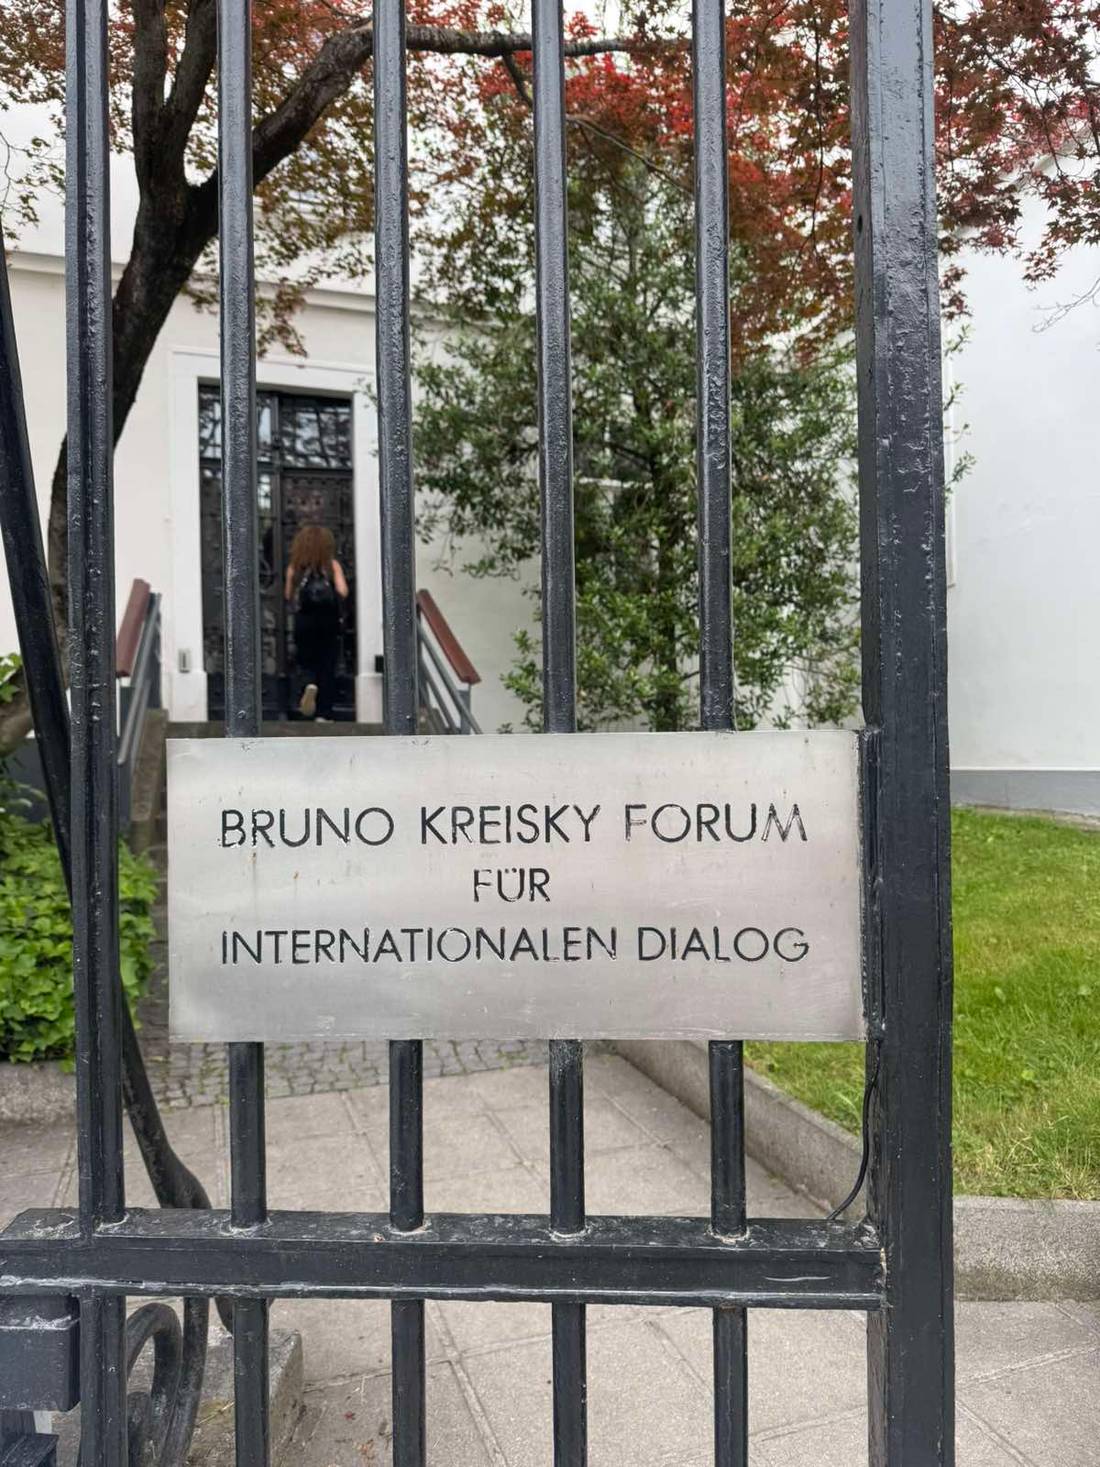 BRUNO KREISKY FORUM
FÜR
INTERNATIONALEN DIALOG